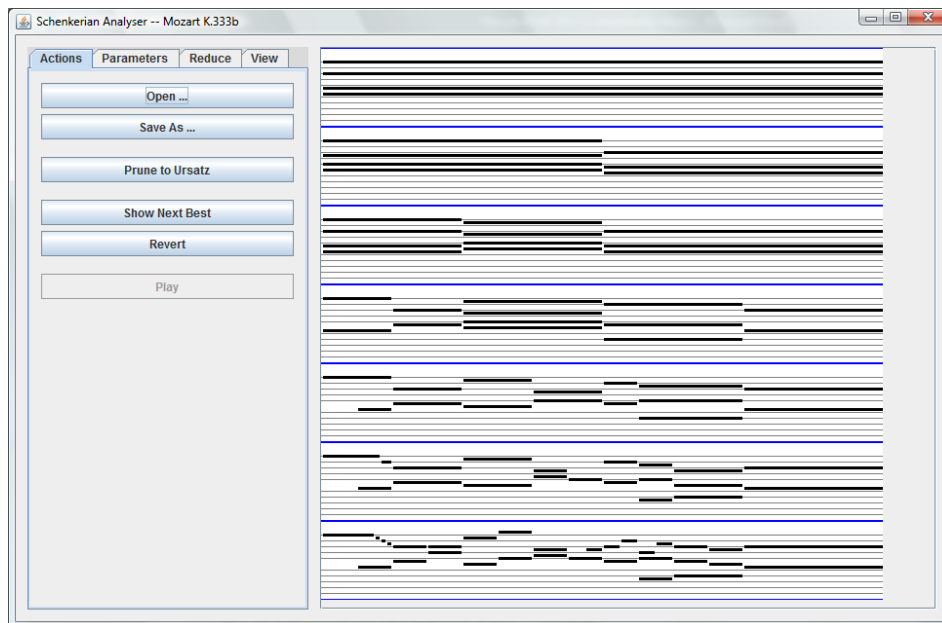 Schenkerian Analyser -- Mozart K.333b
Actions Parameters Reduce View
Open ...
Save As ...
Prune to Ursatz
Show Next Best
Revert
Play